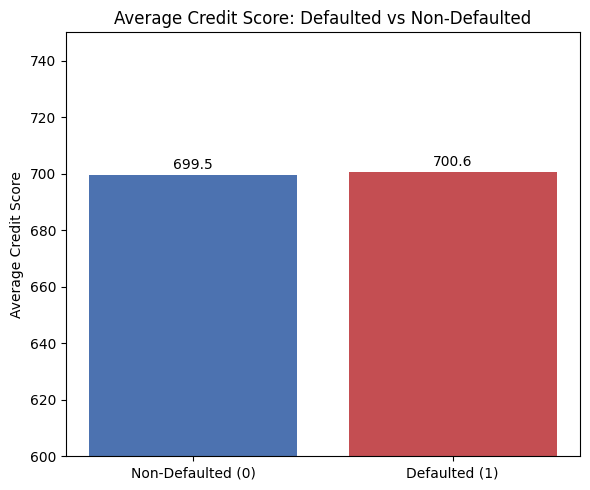 Average Credit Score: Defaulted vs Non-Defaulted
Average Credit Score
740
720
700
680
660
640
620
600
699.5
700.6
Non-Defaulted (0)
Defaulted (1)